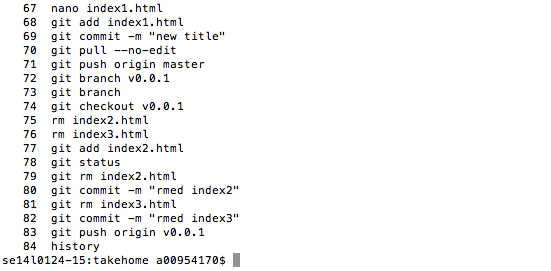 67 nano index1.html
68 git add index1.html
69 git commit -m "new title"
70 git pull --no-edit
71 git push origin master
72 git branch v0.0.1
73 git branch
74 git checkout v0.0.1
75 rm index2.html
76 rm index3.html
77 git add index2.html
78 git status
79 git rm index2.html
80 git commit -m "rmed index2"
81 git rm index3.html
82 git commit -m "rmed index3"
83 git push origin v0.0.1
84 history
se14l0124-15:takehome a00954170$